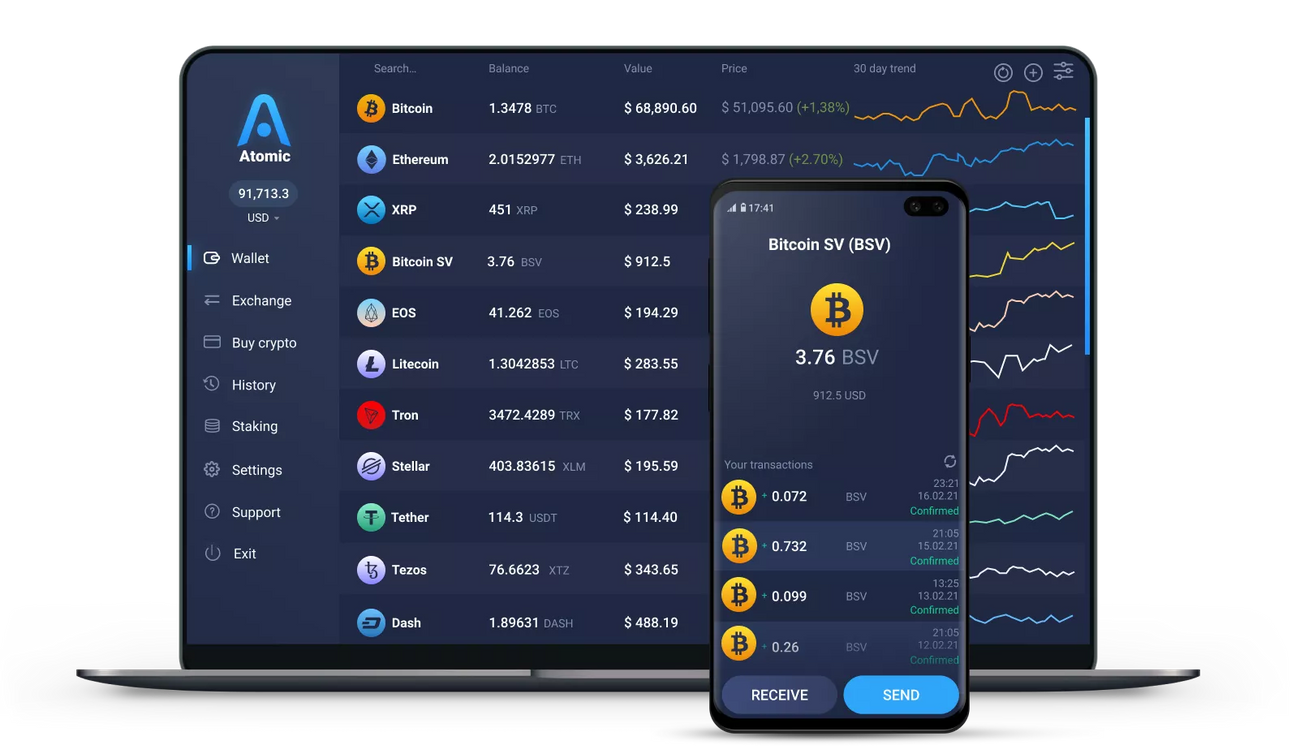 Search... Balance Value Price 30 day trend
Atomic
91,713.3
USD
Wallet
Exchange
Buy crypto
History
Staking
Settings
Support
Exit
Bitcoin 1.3478 BTC $ 68,890.60 $ 51,095.60 (+1,38%)
Ethereum 2.0152977 ETH $ 3,626.21 $ 1,798.87 (+2.70%)
XRP 451 XRP $ 238.99
Bitcoin SV 3.76 BSV $ 912.5
EOS 41.262 EOS $ 194.29
Litecoin 1.3042853 LTC $ 283.55
Tron 3472.4289 TRX $ 177.82
Stellar 403.83615 XLM $ 195.59
Tether 114.3 USDT $ 114.40
Tezos 76.6623 XTZ $ 343.65
Dash 1.89631 DASH $ 488.19
17:41
Bitcoin SV (BSV)
3.76 BSV
912.5 USD
Your transactions
+ 0.072 BSV 23:21
16.02.21
Confirmed
+ 0.732 BSV 21:05
15.02.21
Confirmed
+ 0.099 BSV 13:25
13.02.21
Confirmed
+ 0.26 BSV 21:05
12.02.21
Confirmed
RECEIVE SEND